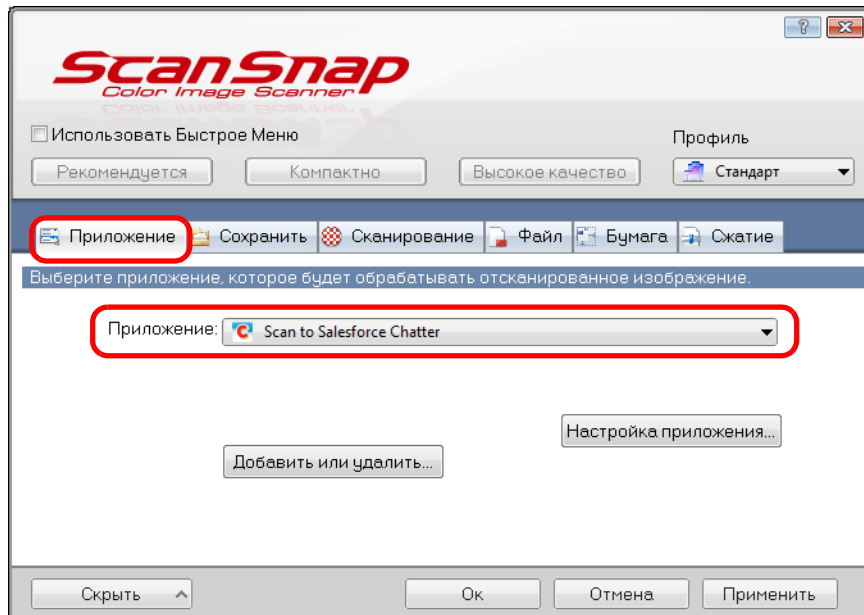 ScanSnap
Color Image Scanner
Использовать Быстрое Меню
Профиль
Рекомендуется Компактно Высокое качество Стандарт
Приложение Сохранить Сканирование Файл Бумага Сжатие
Выберите приложение, которое будет обрабатывать отсканированное изображение.
Приложение: Scan to Salesforce Chatter
Настройка приложения...
Добавить или удалить...
Скрыть Ок Отмена Применить